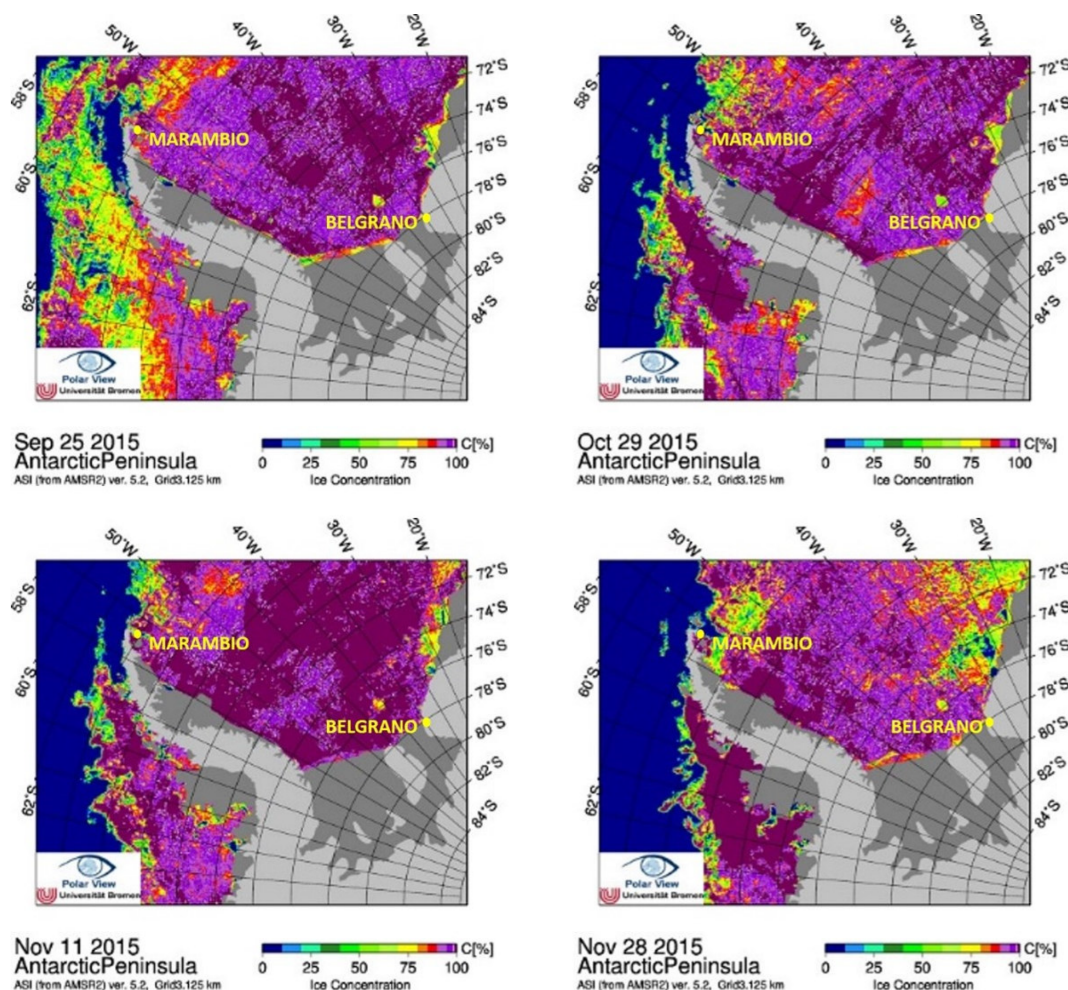 50°W
40°W
30°W
20°W
58°S
60°S
62°S
72°S
74°S
76°S
78°S
80°S
82°S
84°S
MARAMBIO
BELGRANO
Polar View
Universität Bremen
Sep 25 2015
AntarcticPeninsula
ASI (from AMSR2) ver. 5.2, Grid3.125 km
C[%]
0 25 50 75 100
Ice Concentration
50°W
40°W
30°W
20°W
58°S
60°S
62°S
72°S
74°S
76°S
78°S
80°S
82°S
84°S
MARAMBIO
BELGRANO
Polar View
Universität Bremen
Oct 29 2015
AntarcticPeninsula
ASI (from AMSR2) ver. 5.2, Grid3.125 km
C[%]
0 25 50 75 100
Ice Concentration
50°W
40°W
30°W
20°W
58°S
60°S
62°S
72°S
74°S
76°S
78°S
80°S
82°S
84°S
MARAMBIO
BELGRANO
Polar View
Universität Bremen
Nov 11 2015
AntarcticPeninsula
ASI (from AMSR2) ver. 5.2, Grid3.125 km
C[%]
0 25 50 75 100
Ice Concentration
50°W
40°W
30°W
20°W
58°S
60°S
62°S
72°S
74°S
76°S
78°S
80°S
82°S
84°S
MARAMBIO
BELGRANO
Polar View
Universität Bremen
Nov 28 2015
AntarcticPeninsula
ASI (from AMSR2) ver. 5.2, Grid3.125 km
C[%]
0 25 50 75 100
Ice Concentration